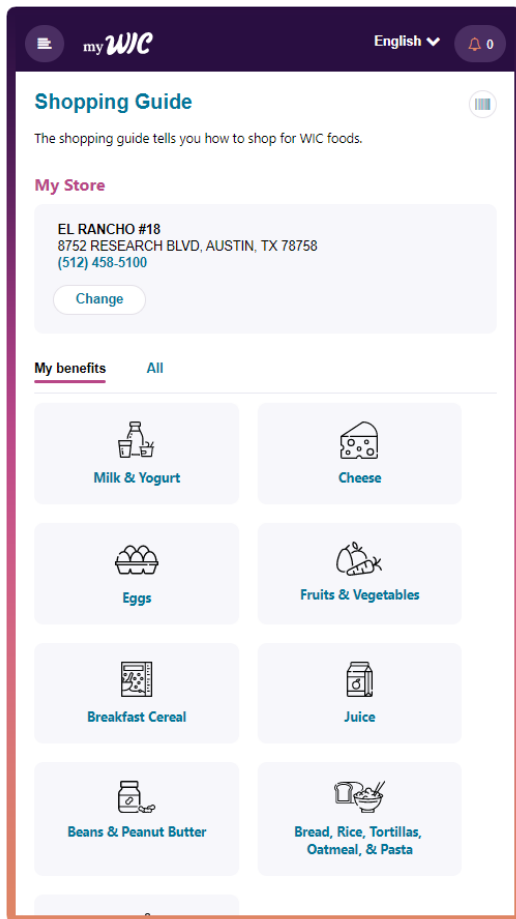 my WIC
English
0
Shopping Guide
The shopping guide tells you how to shop for WIC foods.
My Store
EL RANCHO #18
8752 RESEARCH BLVD, AUSTIN, TX 78758
(512) 458-5100
Change
My benefits All
Milk & Yogurt
Cheese
Eggs
Fruits & Vegetables
Breakfast Cereal
Juice
Beans & Peanut Butter
Bread, Rice, Tortillas,
Oatmeal, & Pasta